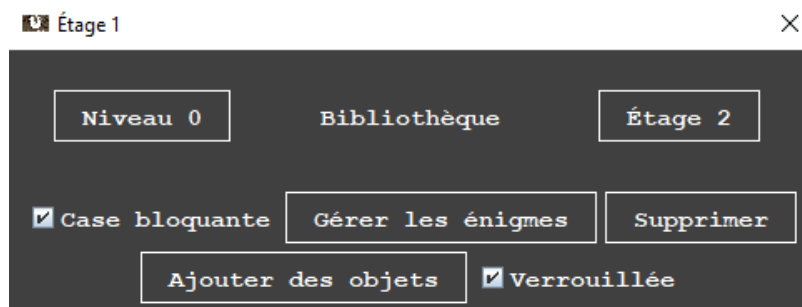 Étage 1
Niveau 0 Bibliothèque Étage 2
Case bloquante Gérer les énigmes Supprimer
Ajouter des objets Verrouillée